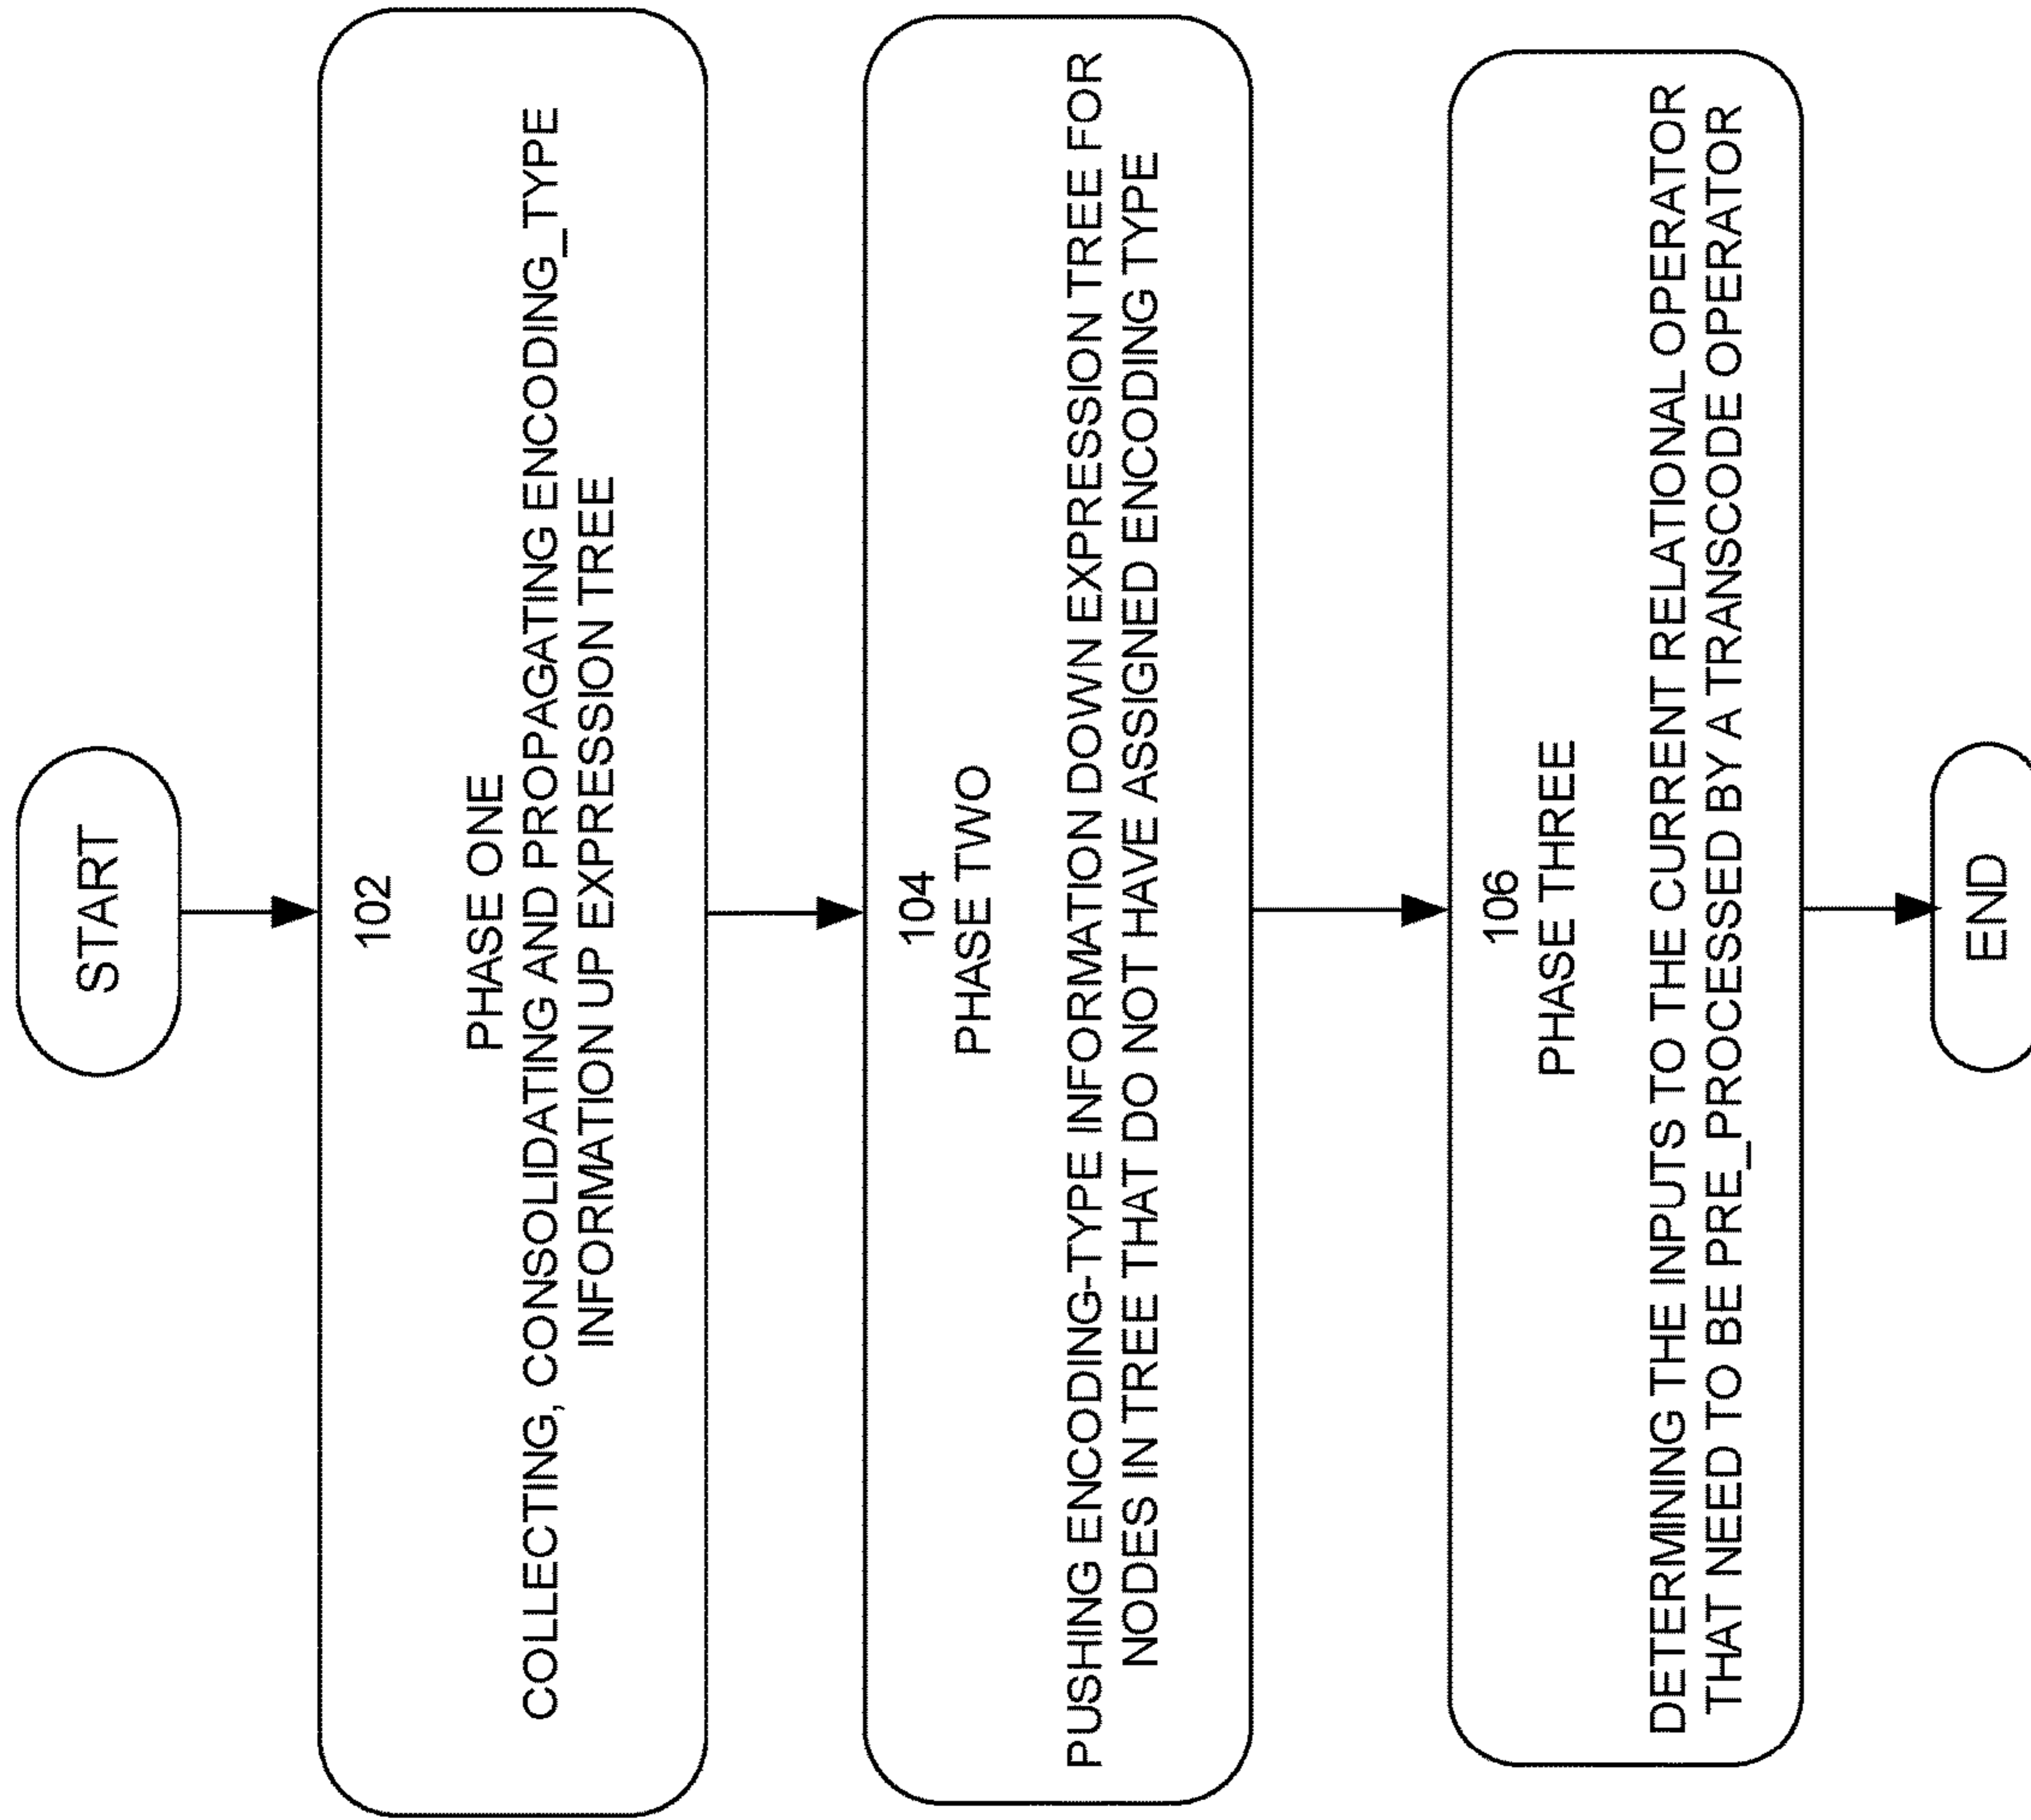 START
102
PHASE ONE
COLLECTING, CONSOLIDATING AND PROPAGATING ENCODING_TYPE
INFORMATION UP EXPRESSION TREE
104
PHASE TWO
PUSHING ENCODING-TYPE INFORMATION DOWN EXPRESSION TREE FOR
NODES IN TREE THAT DO NOT HAVE ASSIGNED ENCODING TYPE
106
PHASE THREE
DETERMINING THE INPUTS TO THE CURRENT RELATIONAL OPERATOR
THAT NEED TO BE PRE_PROCESSED BY A TRANSCODE OPERATOR
END